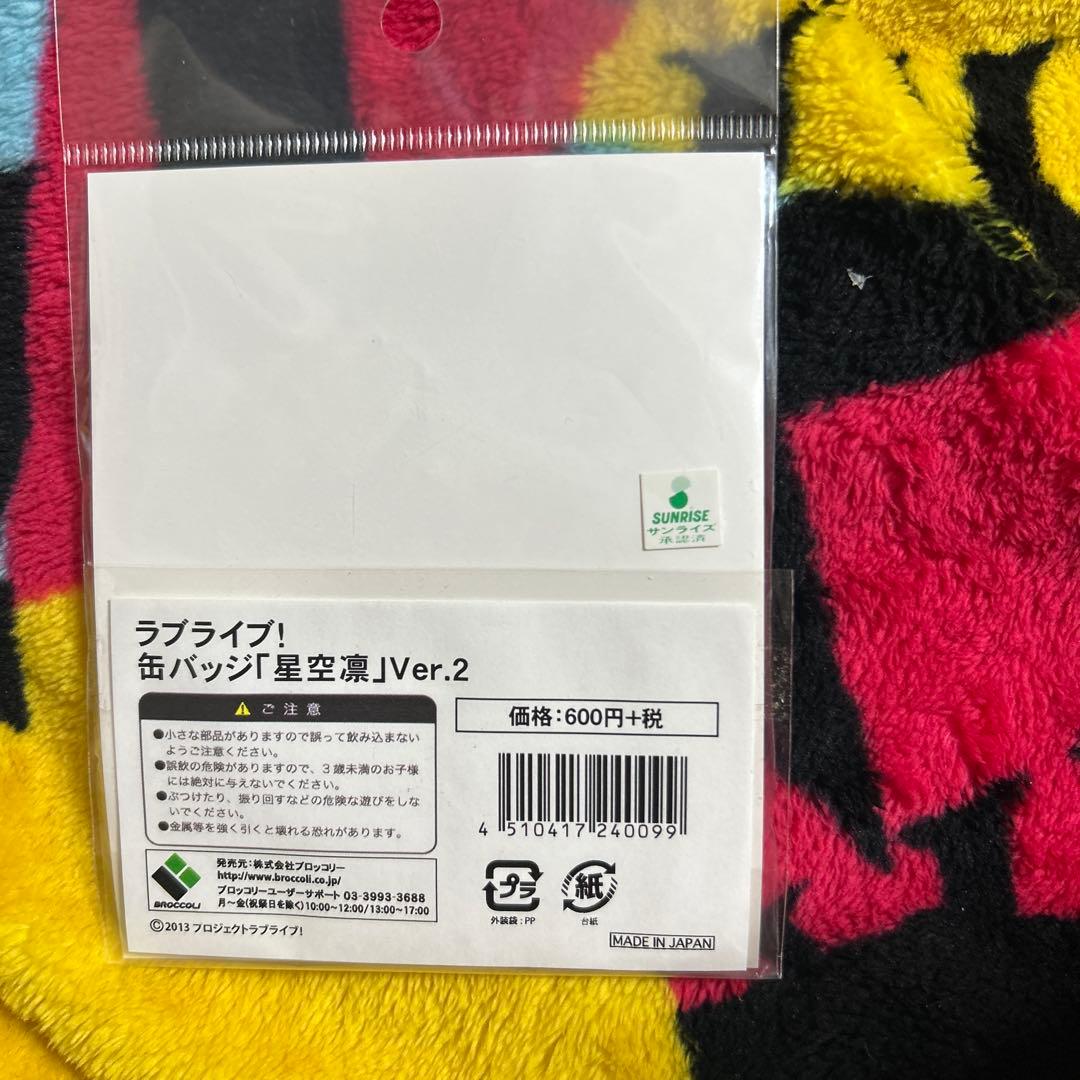 SUNRISE
サンライズ
承認済
ラブライブ!
缶バッジ「星空凛」Ver.2
ご注意
●小さな部品がありますので誤って飲み込まない
ようご注意ください。
●誤飲の危険がありますので、3歳未満のお子様
には絶対に与えないでください。
●ぶつけたり、振り回すなどの危険な遊びをしな
いでください。
●金属等を強く引くと壊れる恐れがあります。
価格:600円+税
4 510417 240099
BROCCOLI
発売元:株式会社ブロッコリー
http://www.broccoli.co.jp/
ブロッコリーユーザーサポート 03-3993-3688
月~金(祝祭日を除く)10:00~12:00/13:00~17:00
プラ
外装袋:PP
紙
台紙
©2013 プロジェクトラブライブ!
MADE IN JAPAN